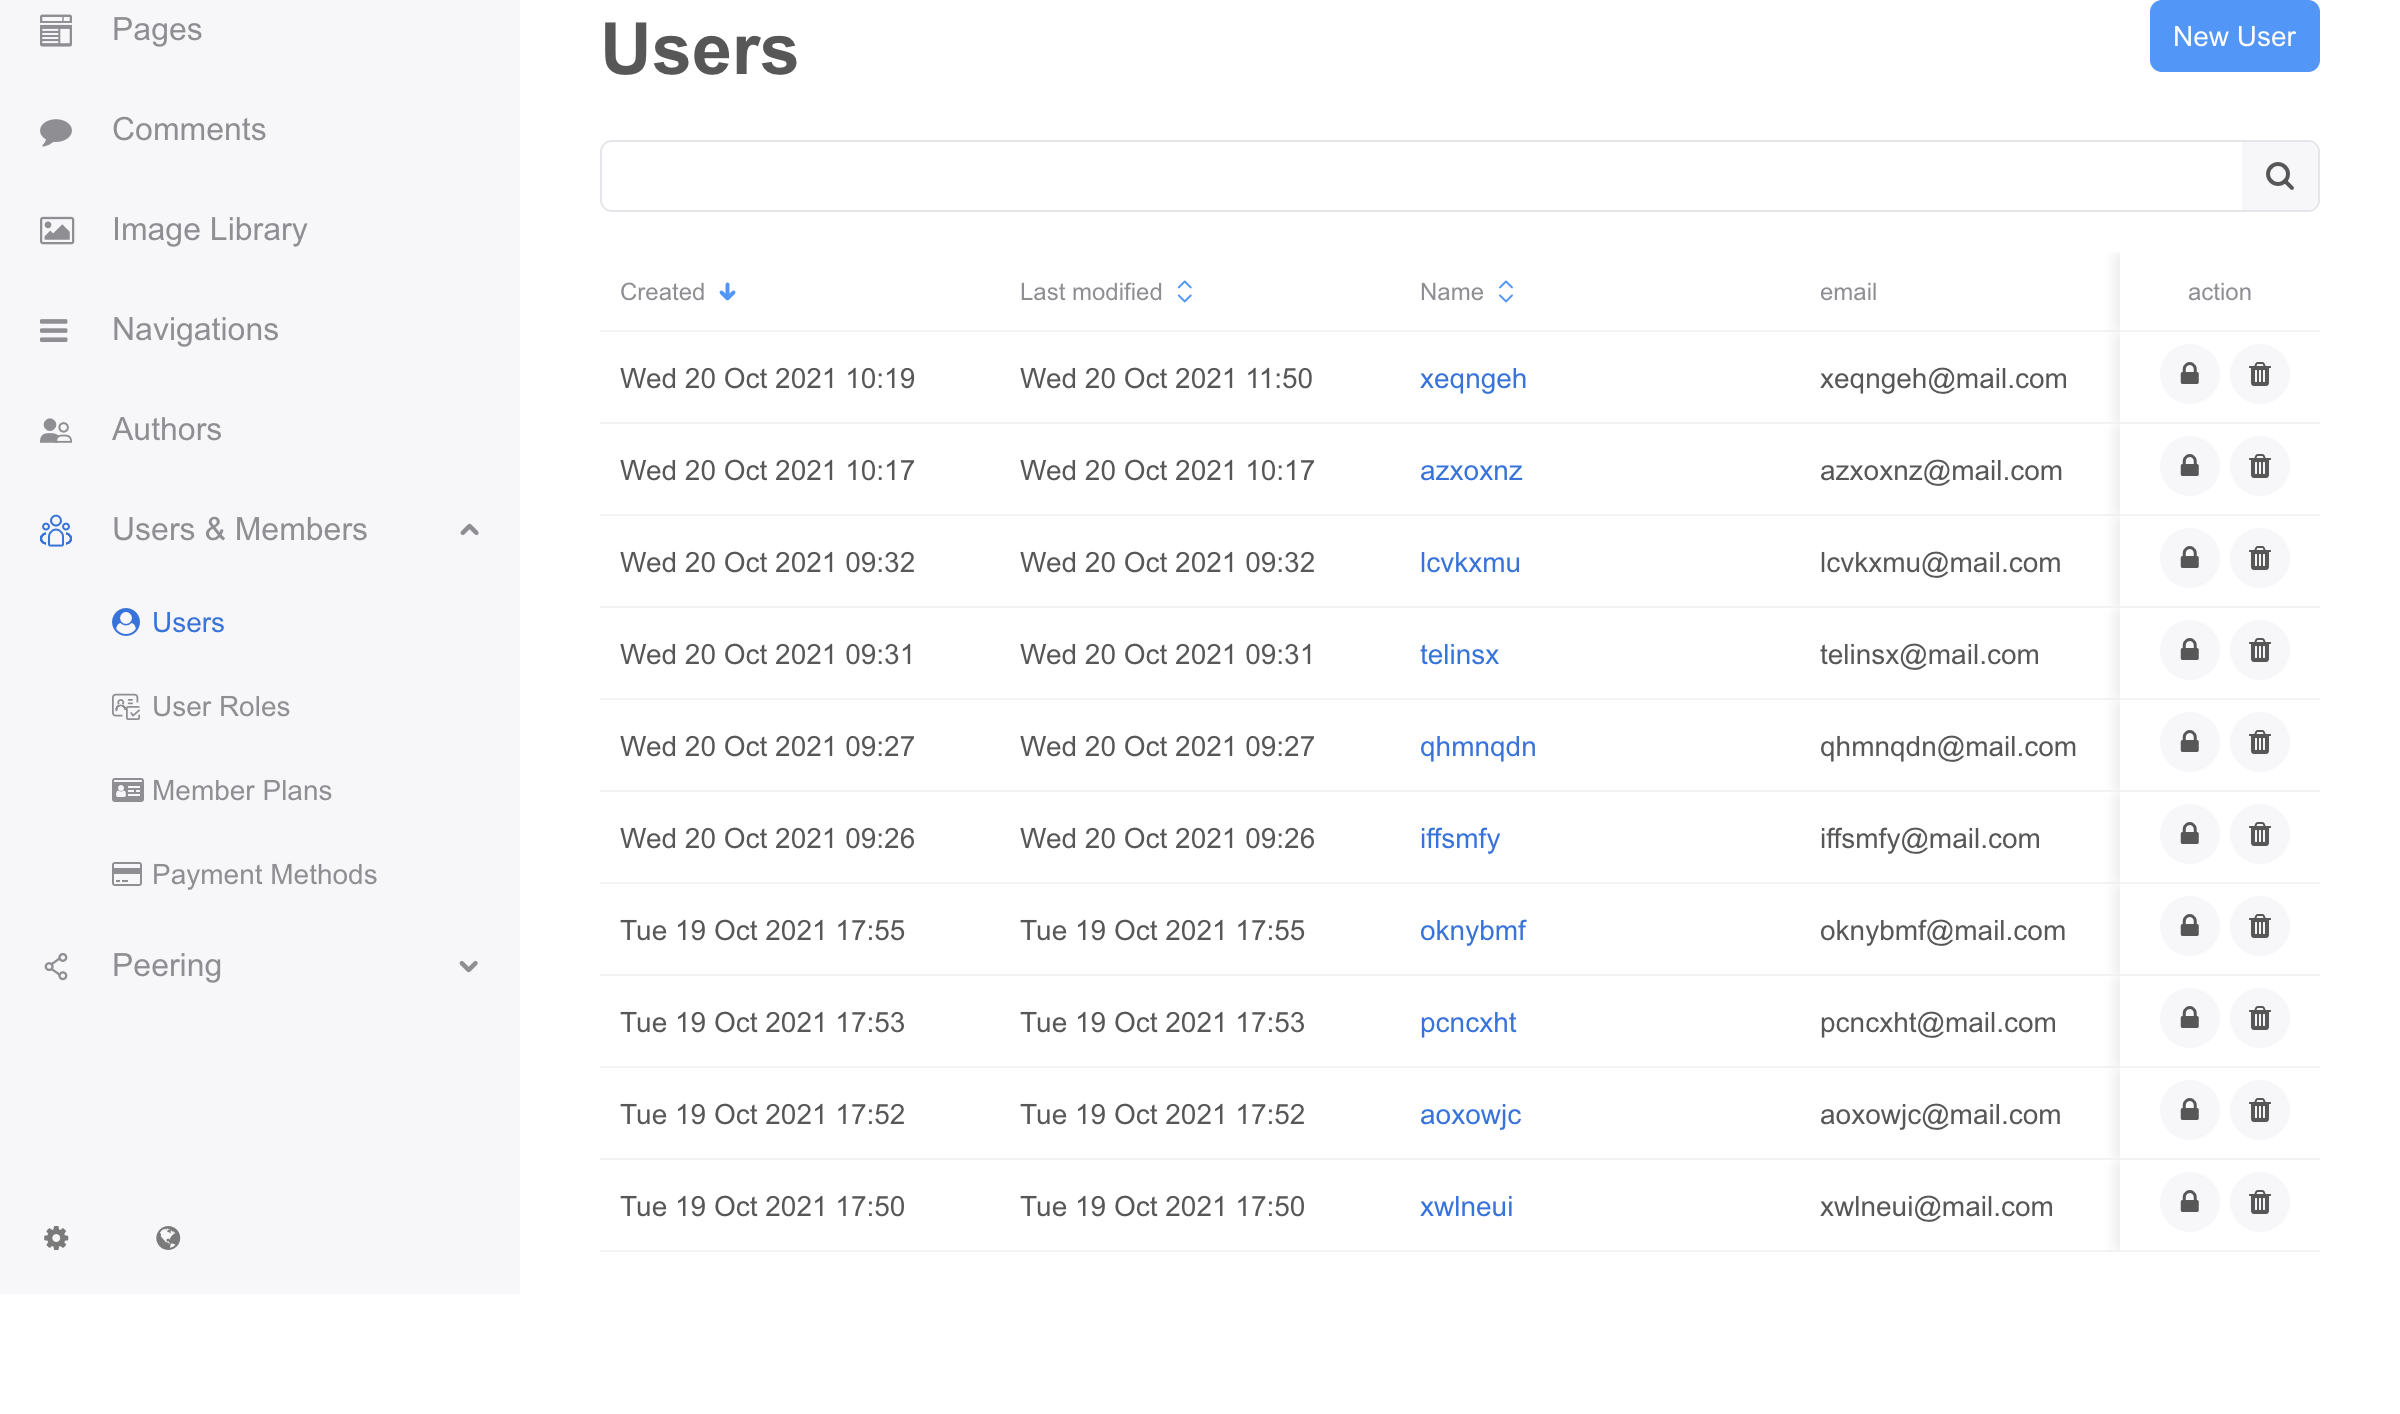 Pages
Comments
Image Library
Navigations
Authors
Users & Members
Users
User Roles
Member Plans
Payment Methods
Peering
Users
New User
Created Last modified Name email action
Wed 20 Oct 2021 10:19 Wed 20 Oct 2021 11:50 xeqngeh xeqngeh@mail.com
Wed 20 Oct 2021 10:17 Wed 20 Oct 2021 10:17 azxoxnz azxoxnz@mail.com
Wed 20 Oct 2021 09:32 Wed 20 Oct 2021 09:32 lcvkxmu lcvkxmu@mail.com
Wed 20 Oct 2021 09:31 Wed 20 Oct 2021 09:31 telinsx telinsx@mail.com
Wed 20 Oct 2021 09:27 Wed 20 Oct 2021 09:27 qhmnqdn qhmnqdn@mail.com
Wed 20 Oct 2021 09:26 Wed 20 Oct 2021 09:26 iffsmfy iffsmfy@mail.com
Tue 19 Oct 2021 17:55 Tue 19 Oct 2021 17:55 oknybmf oknybmf@mail.com
Tue 19 Oct 2021 17:53 Tue 19 Oct 2021 17:53 pcncxht pcncxht@mail.com
Tue 19 Oct 2021 17:52 Tue 19 Oct 2021 17:52 aoxowjc aoxowjc@mail.com
Tue 19 Oct 2021 17:50 Tue 19 Oct 2021 17:50 xwlneui xwlneui@mail.com